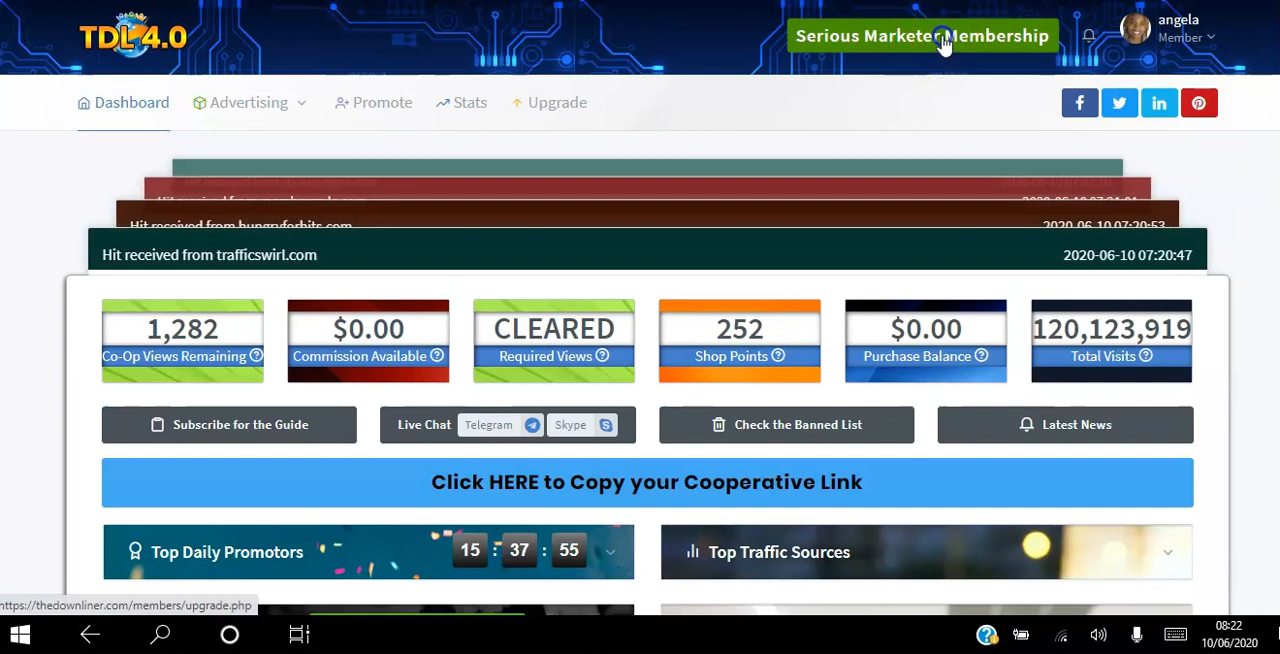 TDL 4.0
Serious Marketer Membership
angela
Member
Dashboard
Advertising
Promote
Stats
Upgrade
Hit received from hungryforhits.com
2020-06-10 07:20:53
Hit received from trafficswirl.com
2020-06-10 07:20:47
1,282
Co-Op Views Remaining
$0.00
Commission Available
CLEARED
Required Views
252
Shop Points
$0.00
Purchase Balance
120,123,919
Total Visits
Subscribe for the Guide
Live Chat
Telegram
Skype
Check the Banned List
Latest News
Click HERE to Copy your Cooperative Link
Top Daily Promotors
15 : 37 : 55
Top Traffic Sources
https://thedownliner.com/members/upgrade.php
08:22
10/06/2020